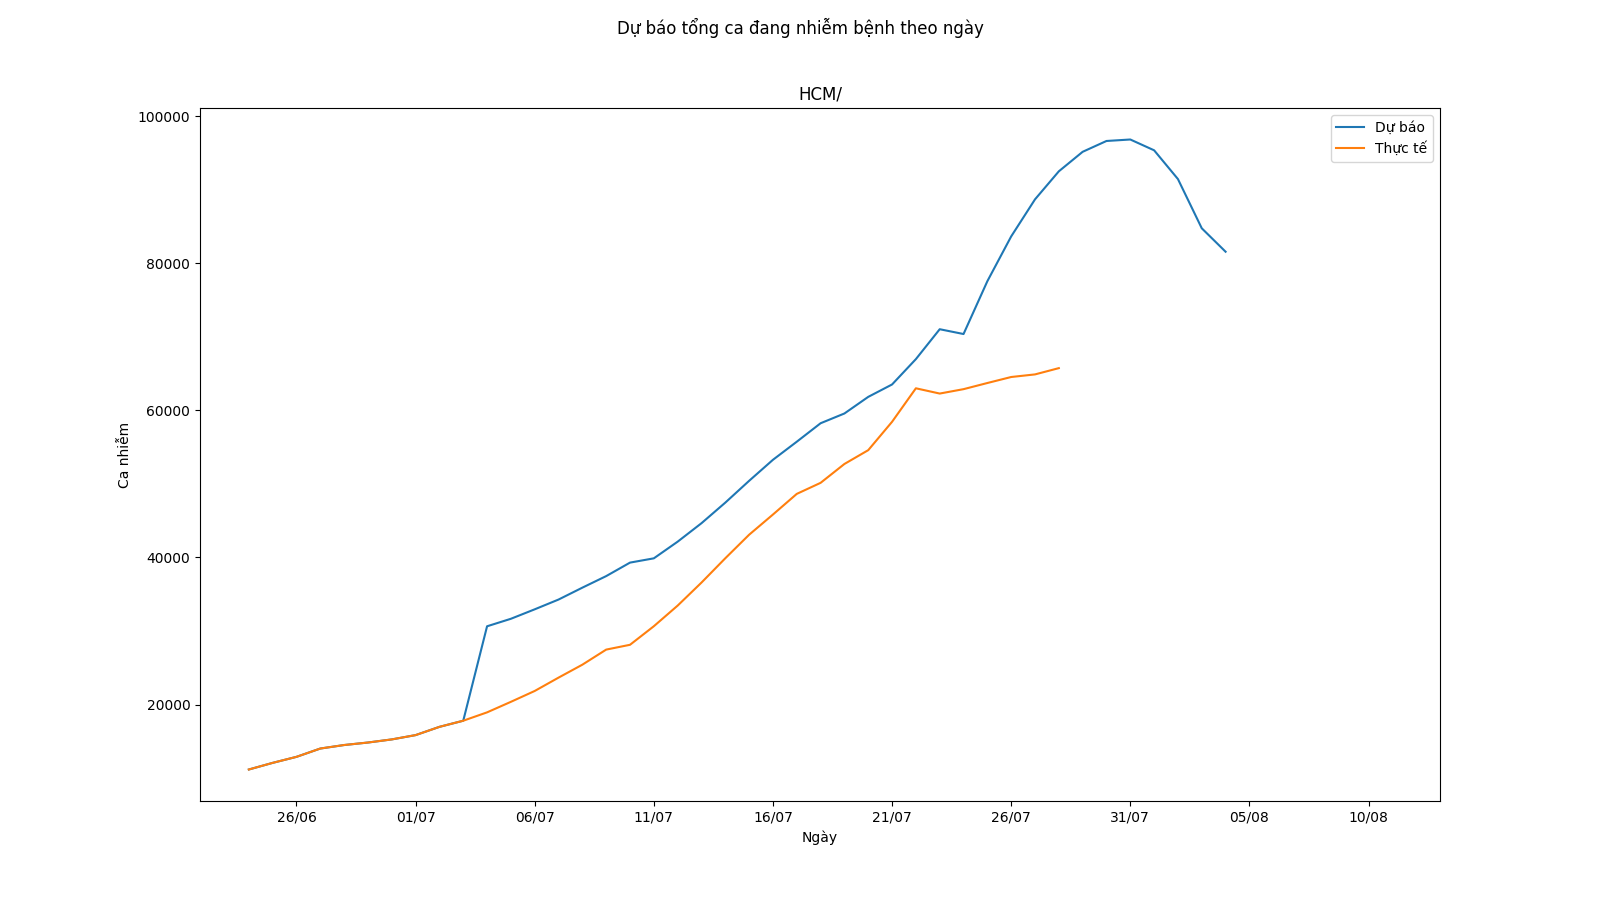 Dự báo tổng ca đang nhiễm bệnh theo ngày
HCM/
100000
80000
60000
40000
20000
Ca nhiễm
Dự báo
Thực tế
26/06
01/07
06/07
11/07
16/07
21/07
26/07
31/07
05/08
10/08
Ngày